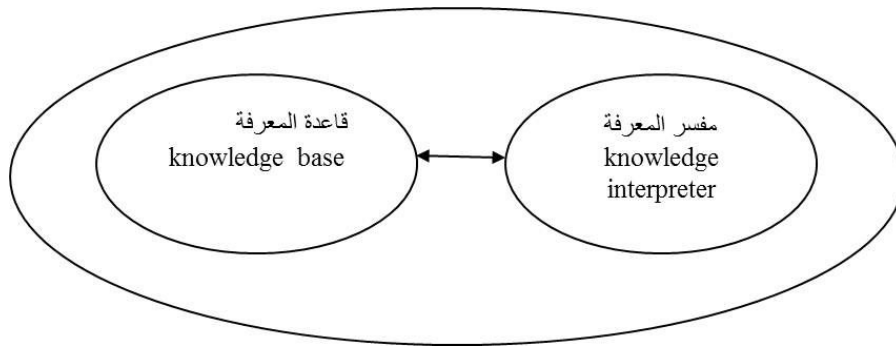 قاعدة المعرفة
knowledge base
مفسر المعرفة
knowledge
interpreter